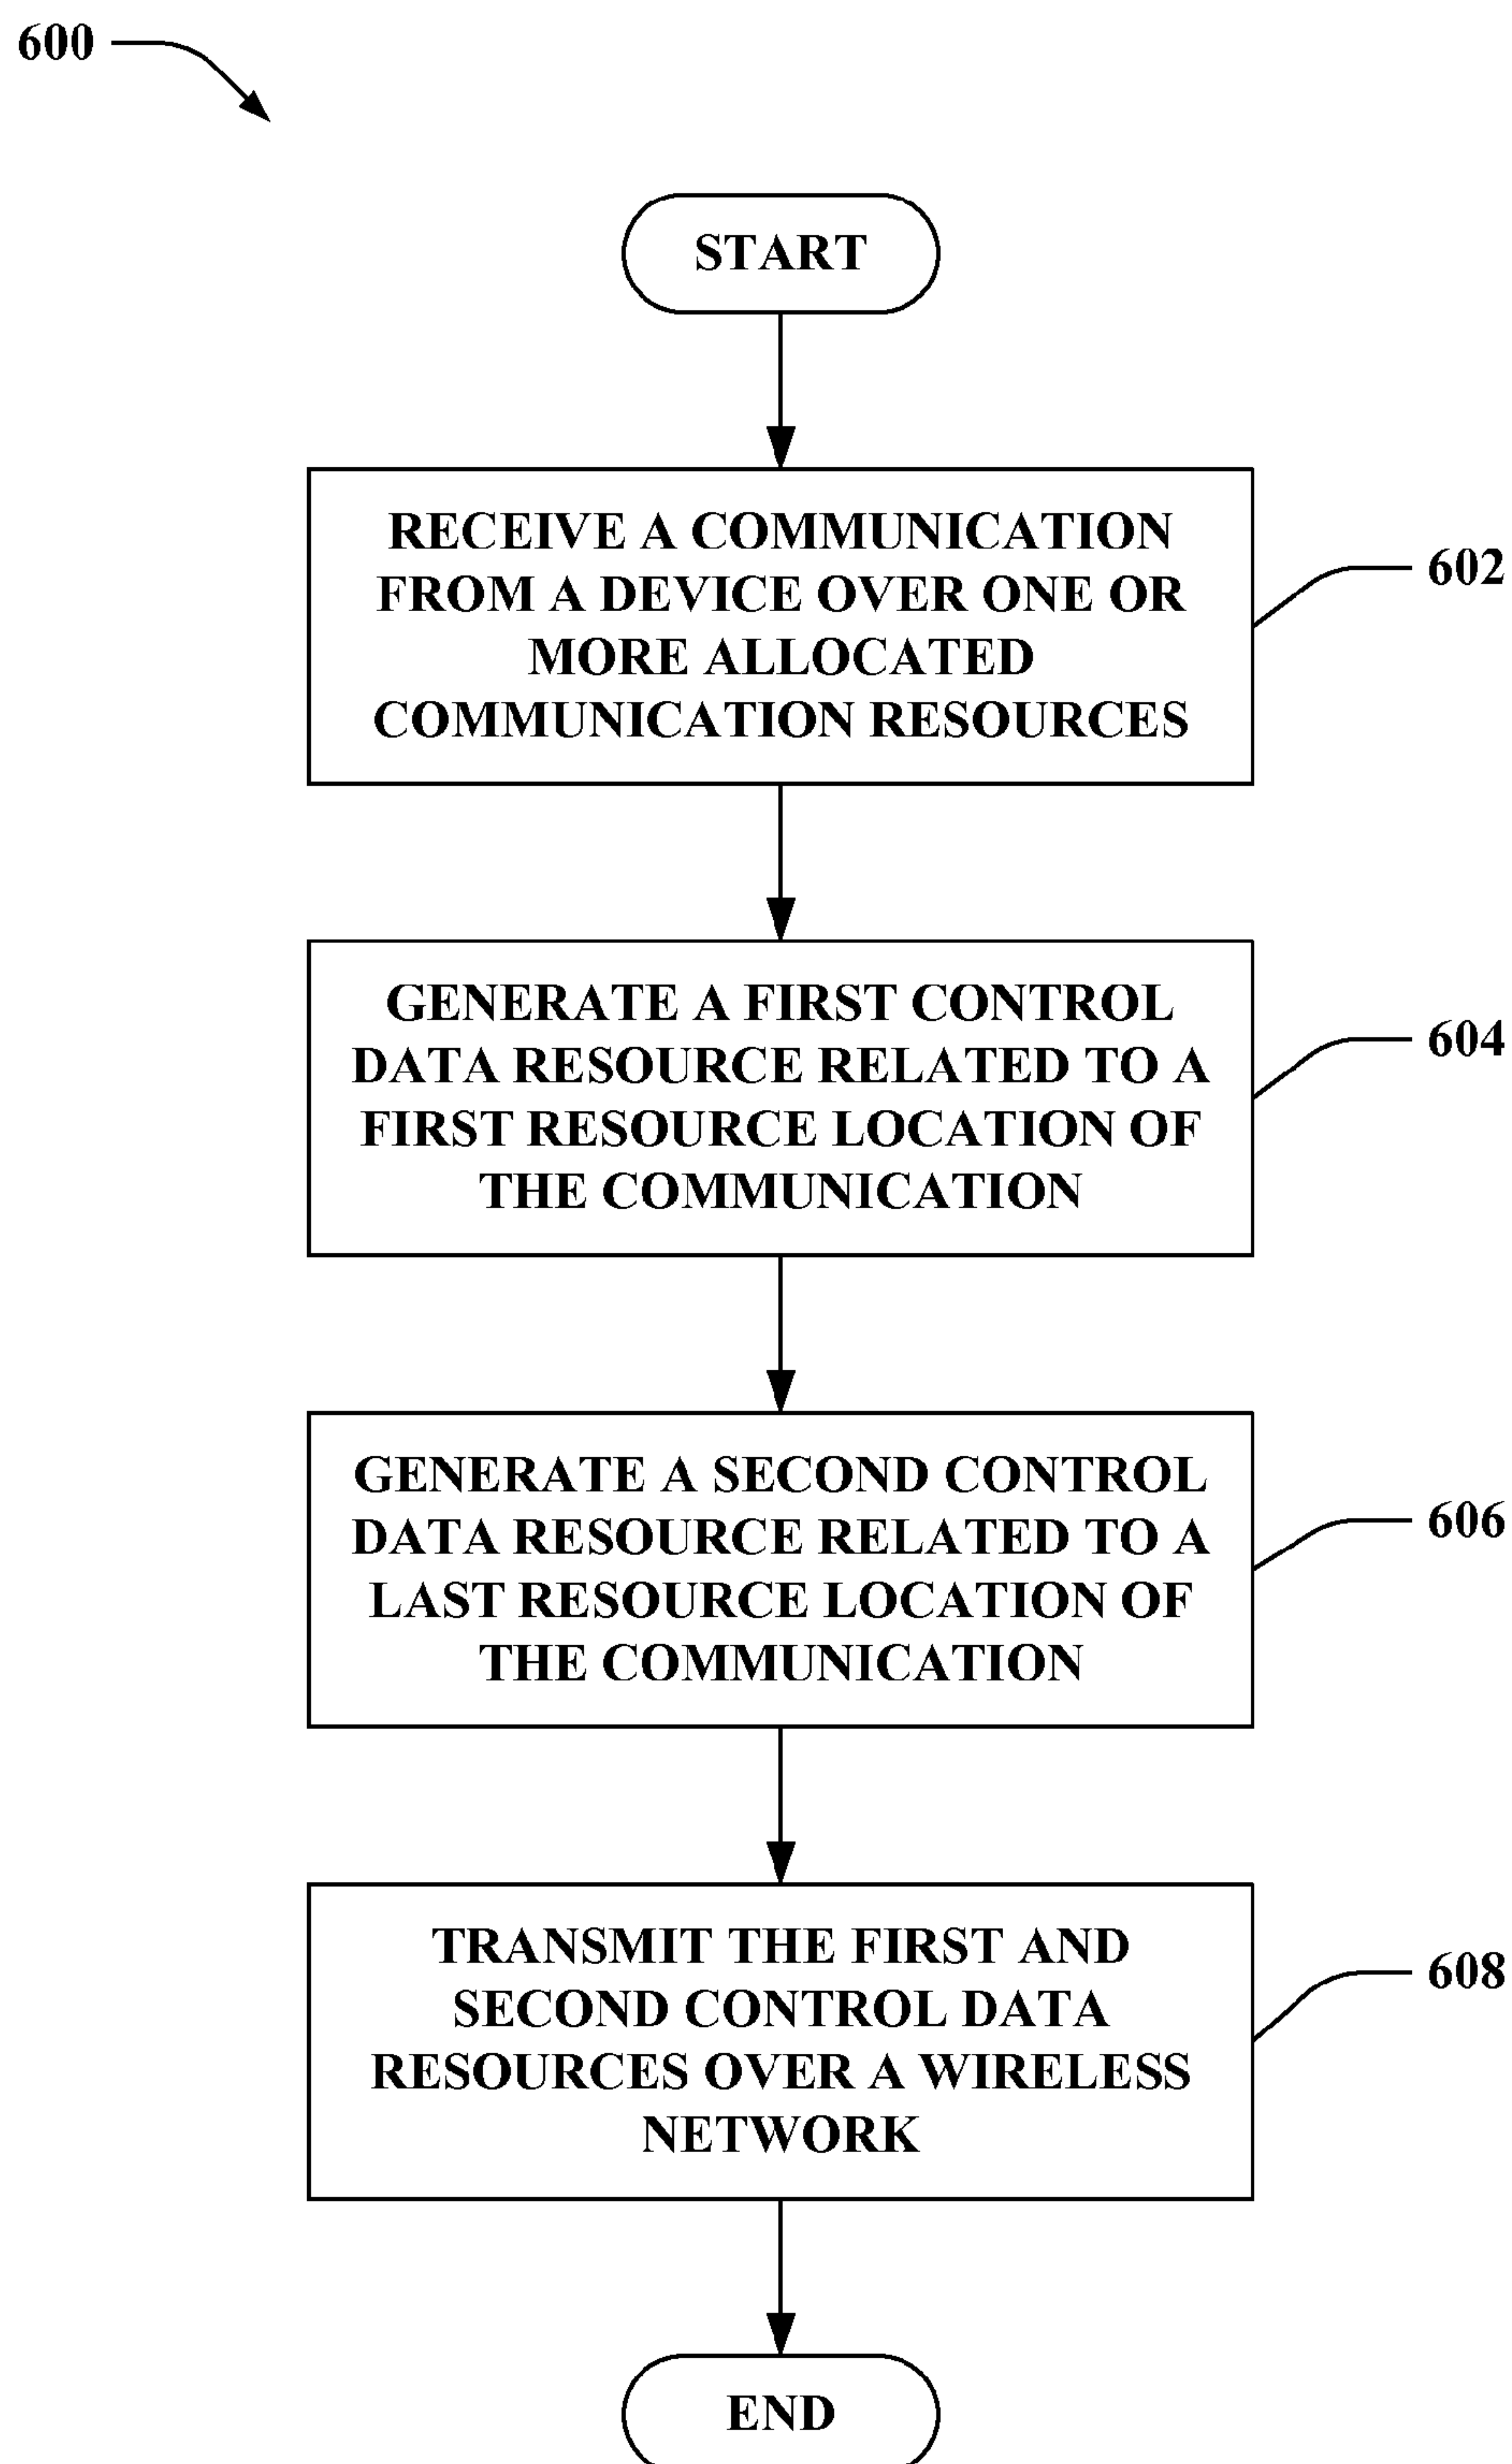 600
START
RECEIVE A COMMUNICATION
FROM A DEVICE OVER ONE OR
MORE ALLOCATED
COMMUNICATION RESOURCES
602
GENERATE A FIRST CONTROL
DATA RESOURCE RELATED TO A
FIRST RESOURCE LOCATION OF
THE COMMUNICATION
604
GENERATE A SECOND CONTROL
DATA RESOURCE RELATED TO A
LAST RESOURCE LOCATION OF
THE COMMUNICATION
606
TRANSMIT THE FIRST AND
SECOND CONTROL DATA
RESOURCES OVER A WIRELESS
NETWORK
608
END